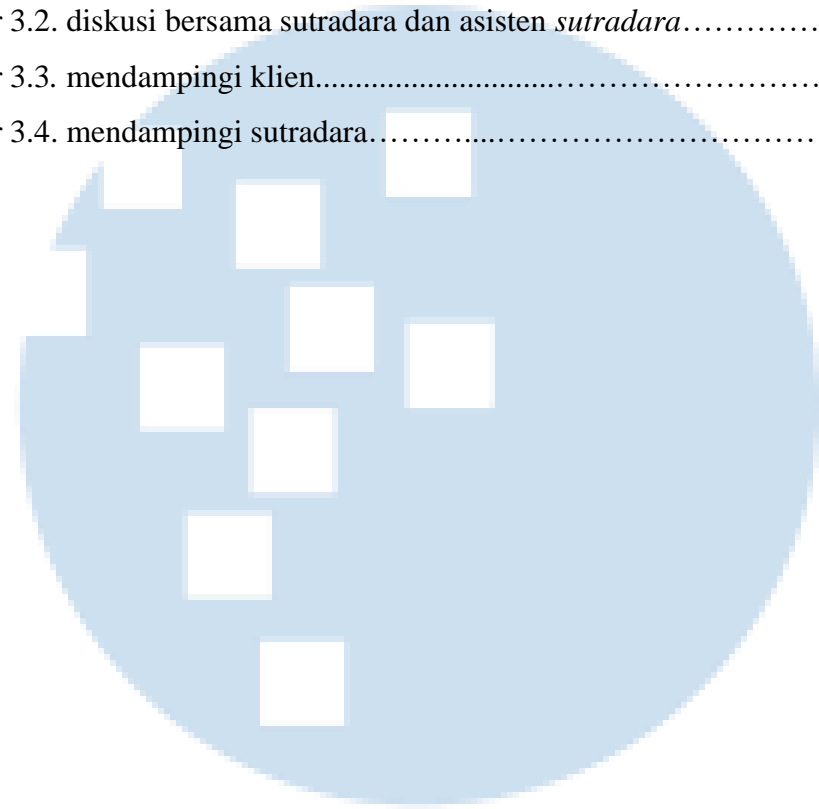 r 3.2. diskusi bersama sutradara dan asisten sutradara…………
r 3.3. mendampingi klien..............................……………………
r 3.4. mendampingi sutradara………....…………………………